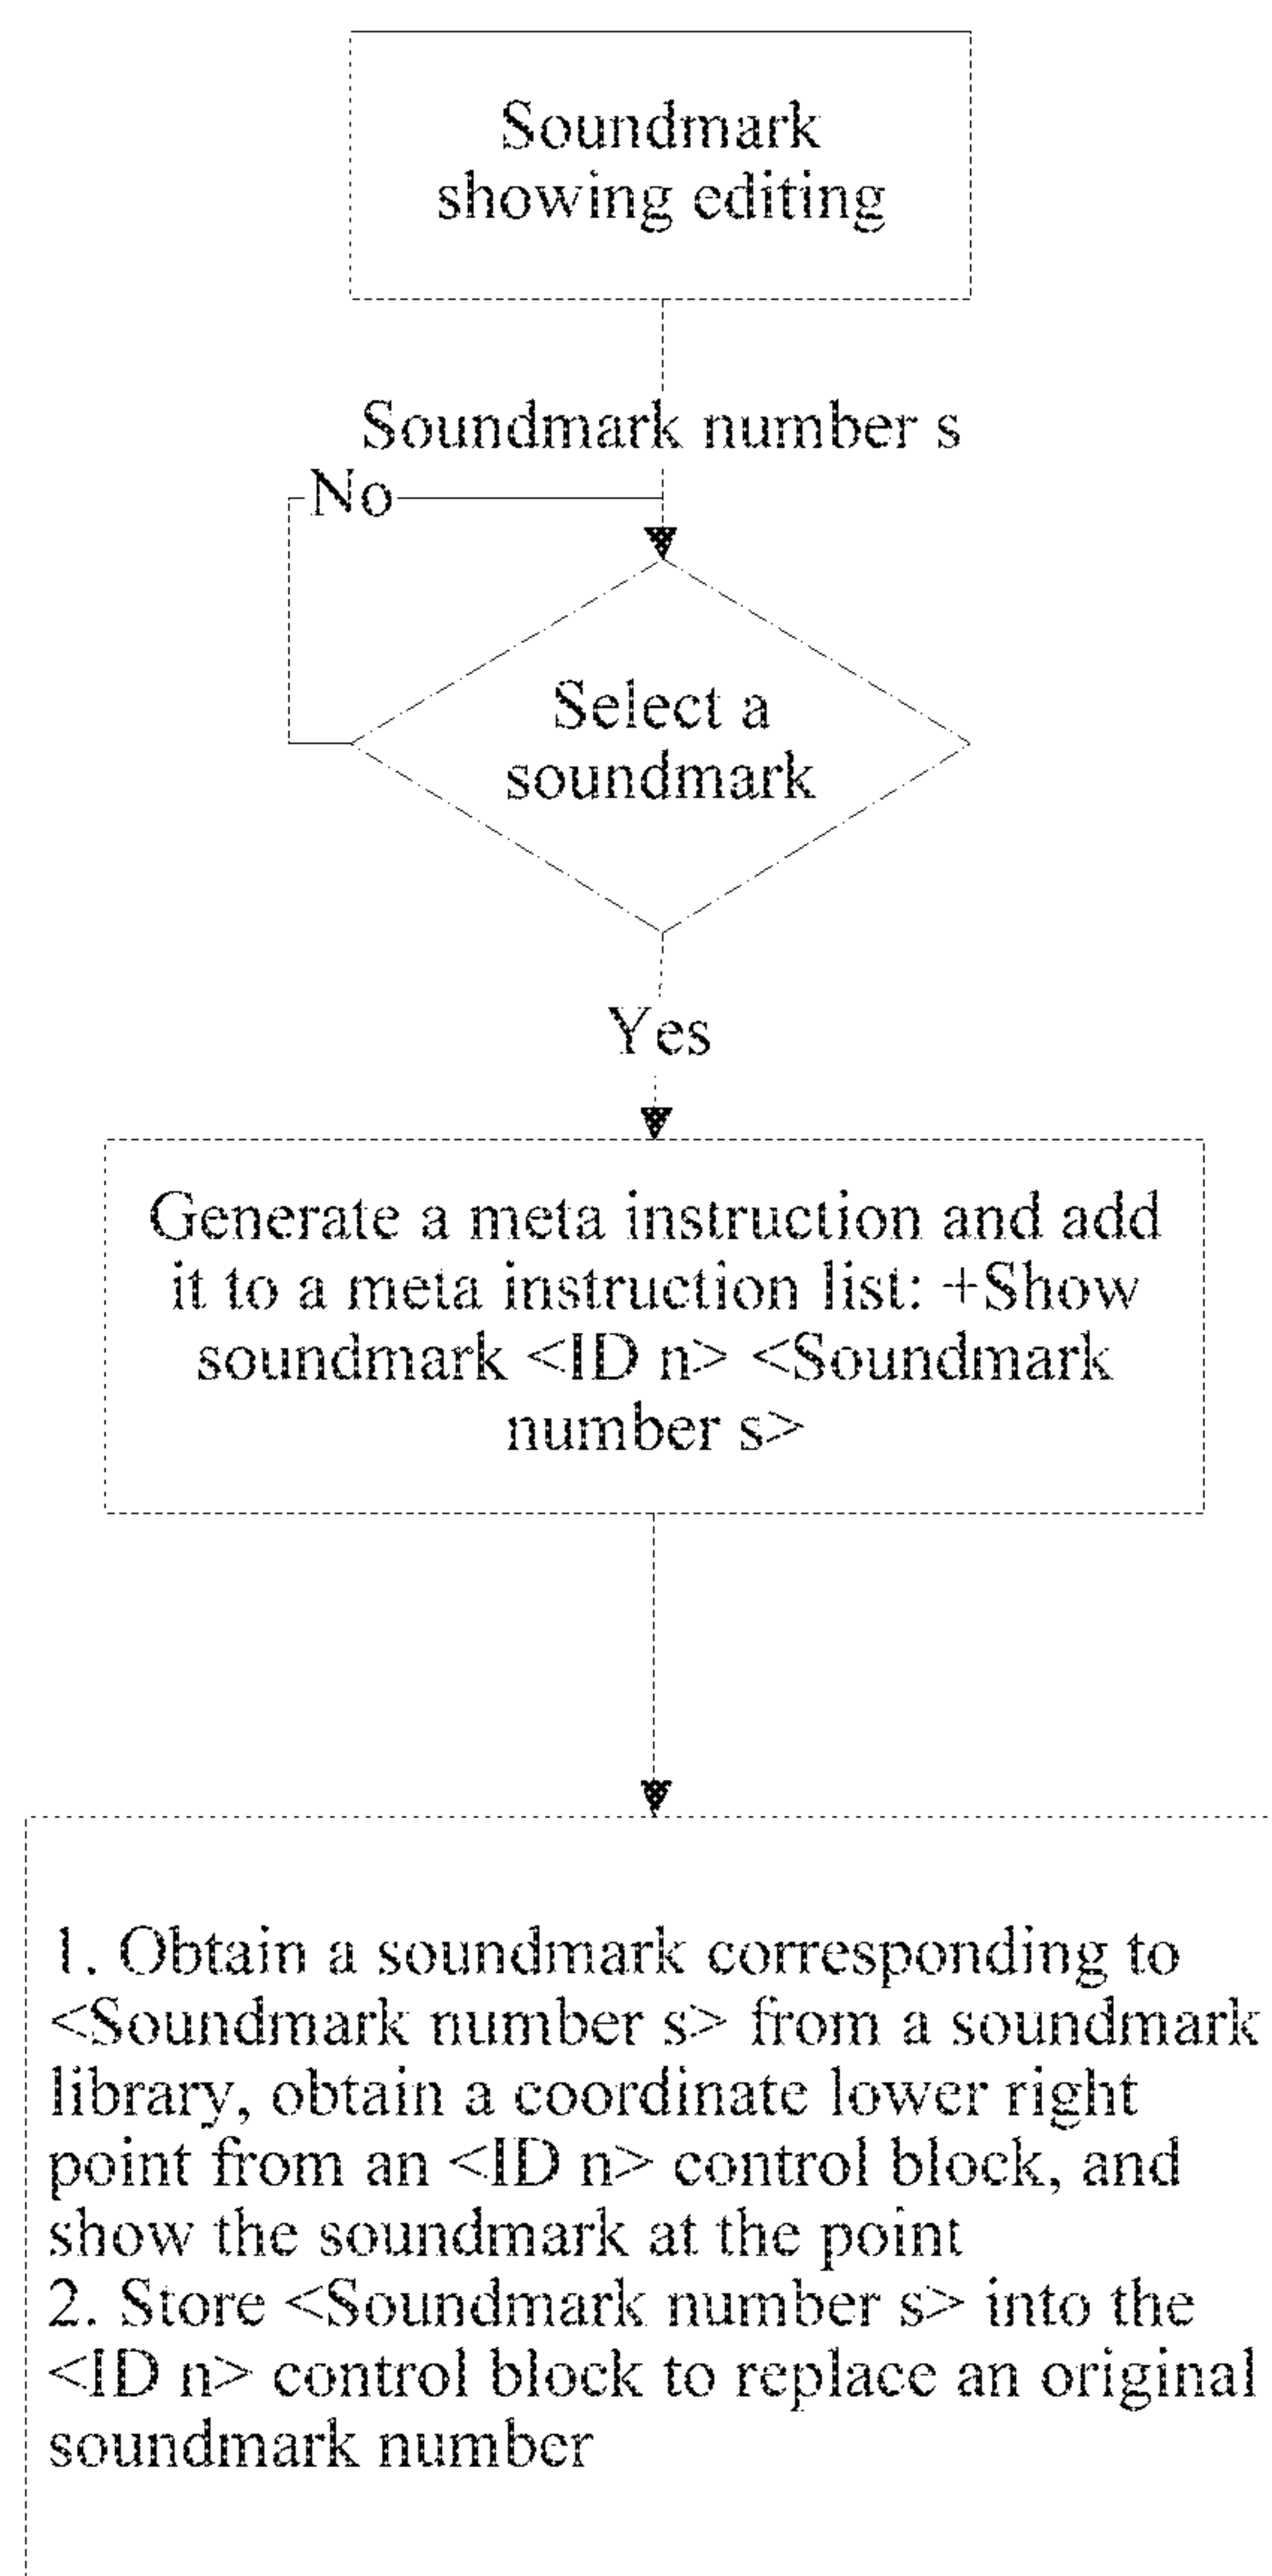 Soundmark
showing editing
Soundmark number s
No
Select a
soundmark
Yes
Generate a meta instruction and add
it to a meta instruction list: +Show
soundmark <ID n> <Soundmark
number s>
1. Obtain a soundmark corresponding to
<Soundmark number s> from a soundmark
library, obtain a coordinate lower right
point from an <ID n> control block, and
show the soundmark at the point
2. Store <Soundmark number s> into the
<ID n> control block to replace an original
soundmark number